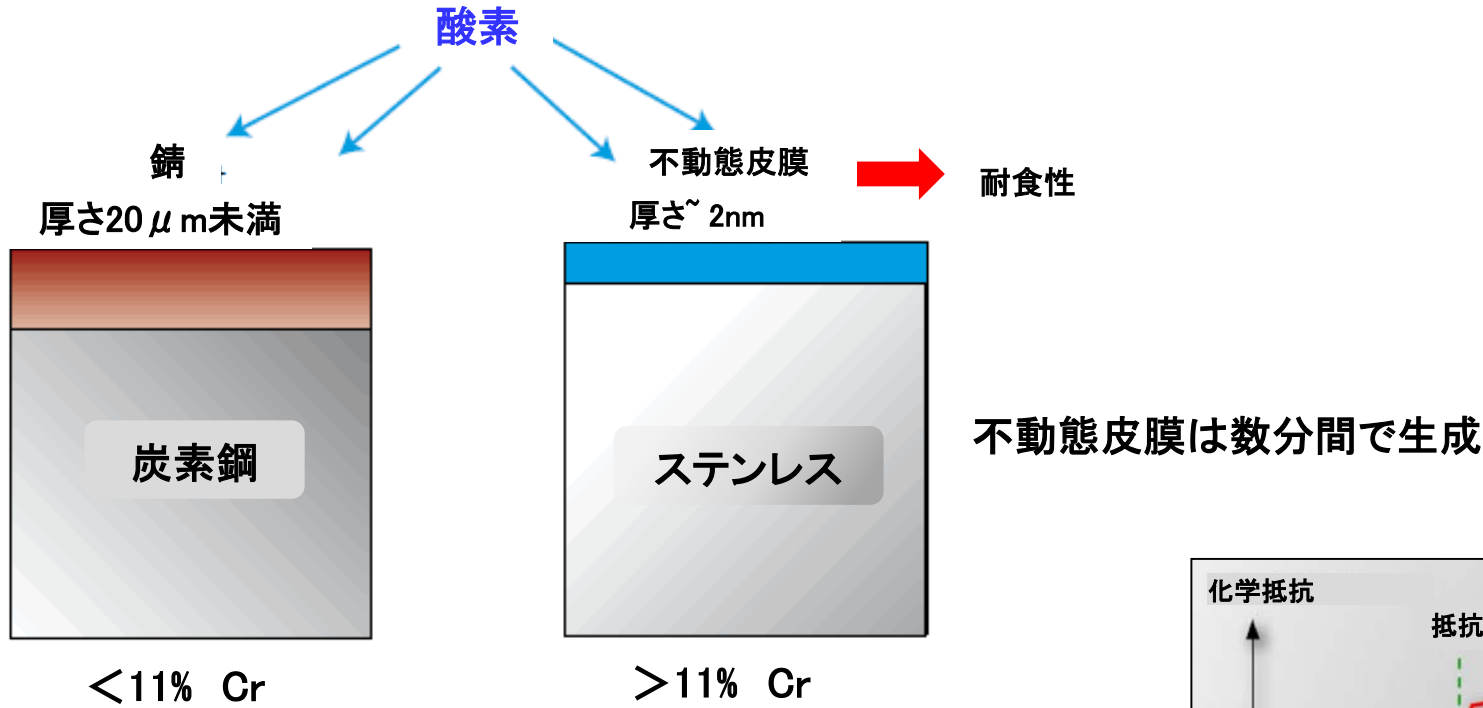 酸素
錆
厚さ20μm未満
不動態皮膜
厚さ~ 2nm
耐食性
炭素鋼
ステンレス
不動態皮膜は数分間で生成
<11% Cr
>11% Cr
化学抵抗
抵抗